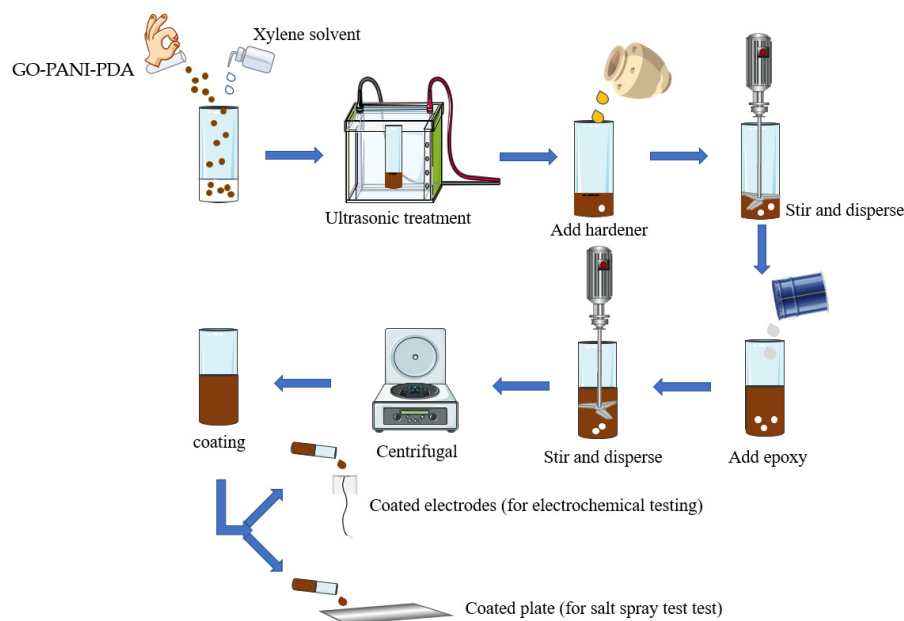 Xylene solvent
GO-PANI-PDA
Ultrasonic treatment
Add hardener
Stir and disperse
Add epoxy
Stir and disperse
Centrifugal
coating
Coated electrodes (for electrochemical testing)
Coated plate (for salt spray test test)